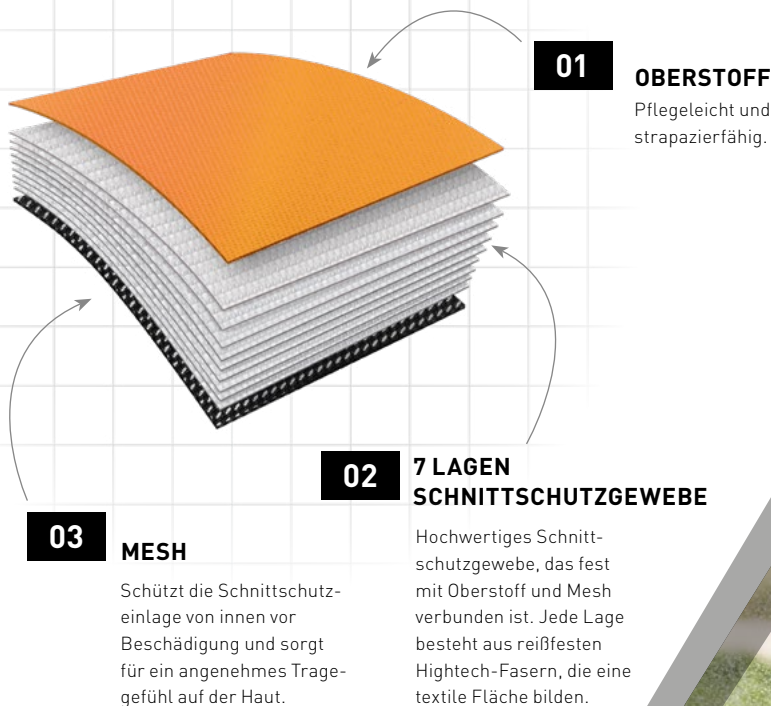 01
OBERSTOFF
Pflegeleicht und
strapazierfähig.
02
7 LAGEN
SCHNITTSCHUTZGEWEBE
Hochwertiges Schnitt-
schutzgewebe, das fest
mit Oberstoff und Mesh
verbunden ist. Jede Lage
besteht aus reißfesten
Hightech-Fasern, die eine
textile Fläche bilden.
03
MESH
Schützt die Schnittschutz-
einlage von innen vor
Beschädigung und sorgt
für ein angenehmes Trage-
gefühl auf der Haut.